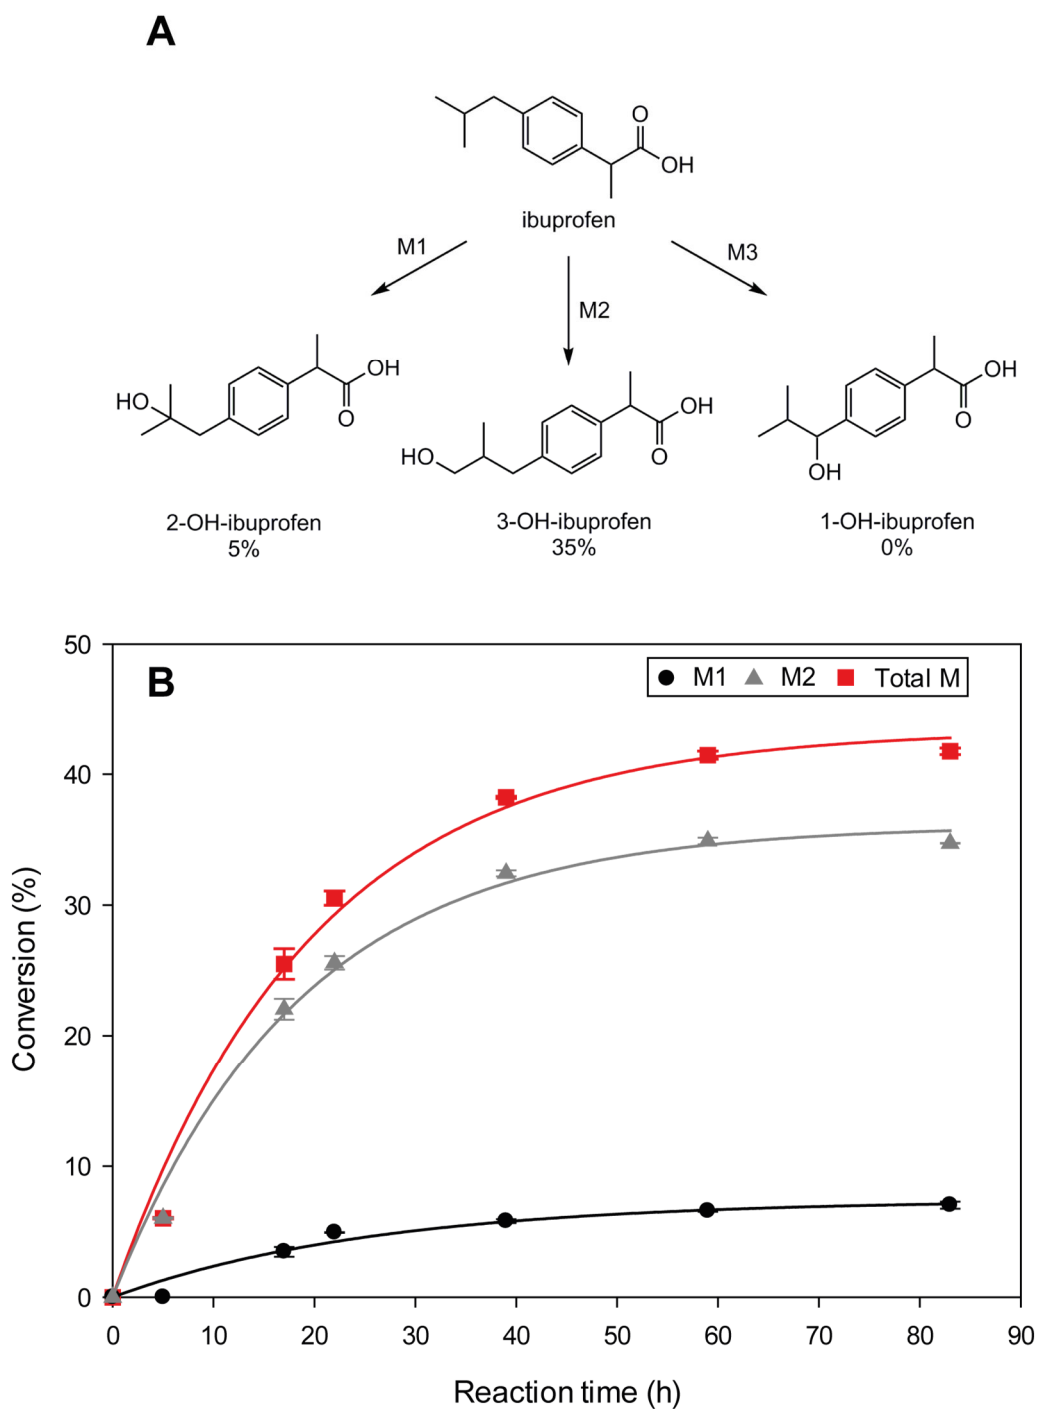 A
O
OH
ibuprofen
M1
M2
M3
HO
OH
O
HO
OH
O
OH
OH
O
2-OH-ibuprofen
5%
3-OH-ibuprofen
35%
1-OH-ibuprofen
0%
B
M1 M2 Total M
Conversion (%)
50
40
30
20
10
0
0 10 20 30 40 50 60 70 80 90
Reaction time (h)